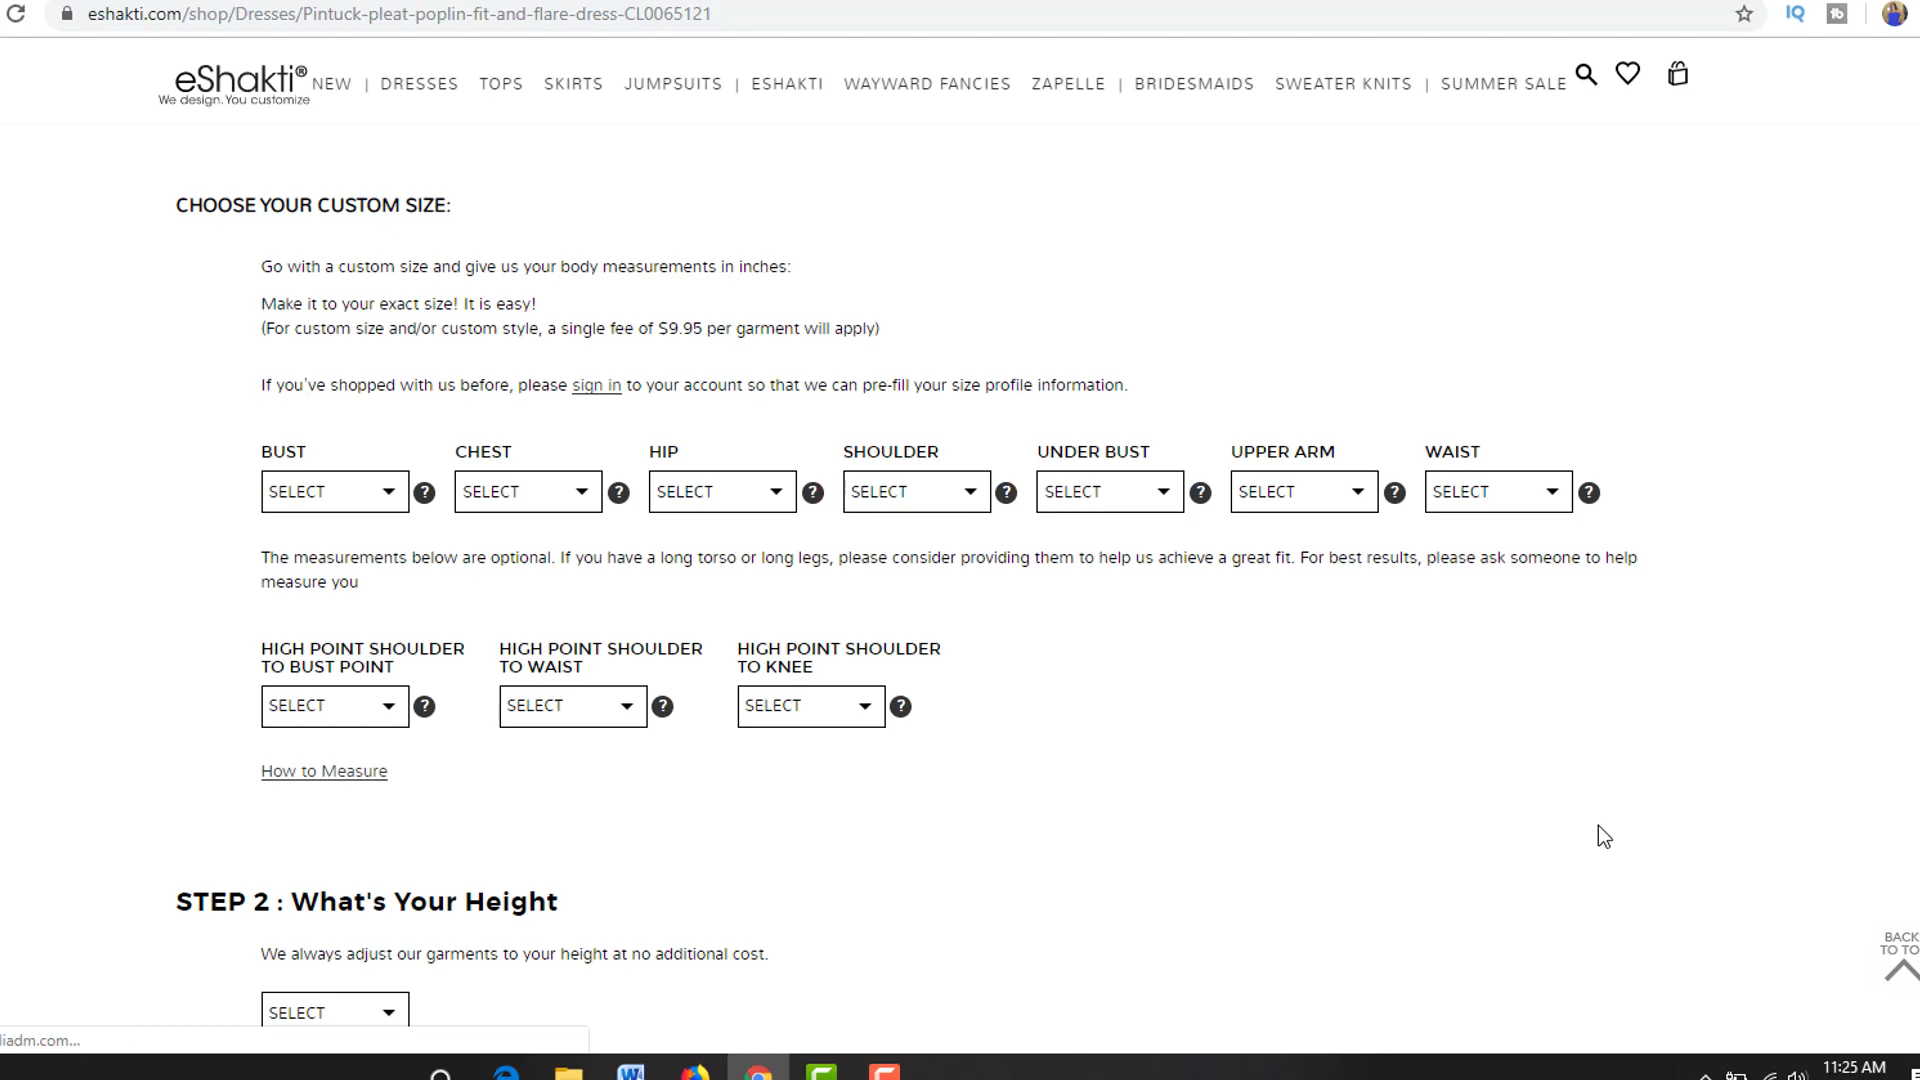 eshakti.com/shop/Dresses/Pintuck-pleat-poplin-fit-and-flare-dress-CL0065121
IQ
tb
eShakti®
We design. You customize
NEW | DRESSES TOPS SKIRTS JUMPSUITS | ESHAKTI WAYWARD FANCIES ZAPELLE | BRIDESMAIDS SWEATER KNITS | SUMMER SALE
CHOOSE YOUR CUSTOM SIZE:
Go with a custom size and give us your body measurements in inches:
Make it to your exact size! It is easy!
(For custom size and/or custom style, a single fee of $9.95 per garment will apply)
If you've shopped with us before, please sign in to your account so that we can pre-fill your size profile information.
BUST CHEST HIP SHOULDER UNDER BUST UPPER ARM WAIST
SELECT ? SELECT ? SELECT ? SELECT ? SELECT ? SELECT ? SELECT ?
The measurements below are optional. If you have a long torso or long legs, please consider providing them to help us achieve a great fit. For best results, please ask someone to help
measure you
HIGH POINT SHOULDER HIGH POINT SHOULDER HIGH POINT SHOULDER
TO BUST POINT TO WAIST TO KNEE
SELECT ? SELECT ? SELECT ?
How to Measure
STEP 2 : What's Your Height
We always adjust our garments to your height at no additional cost.
SELECT
BACK
TO TO
liadm.com...
11:25 AM